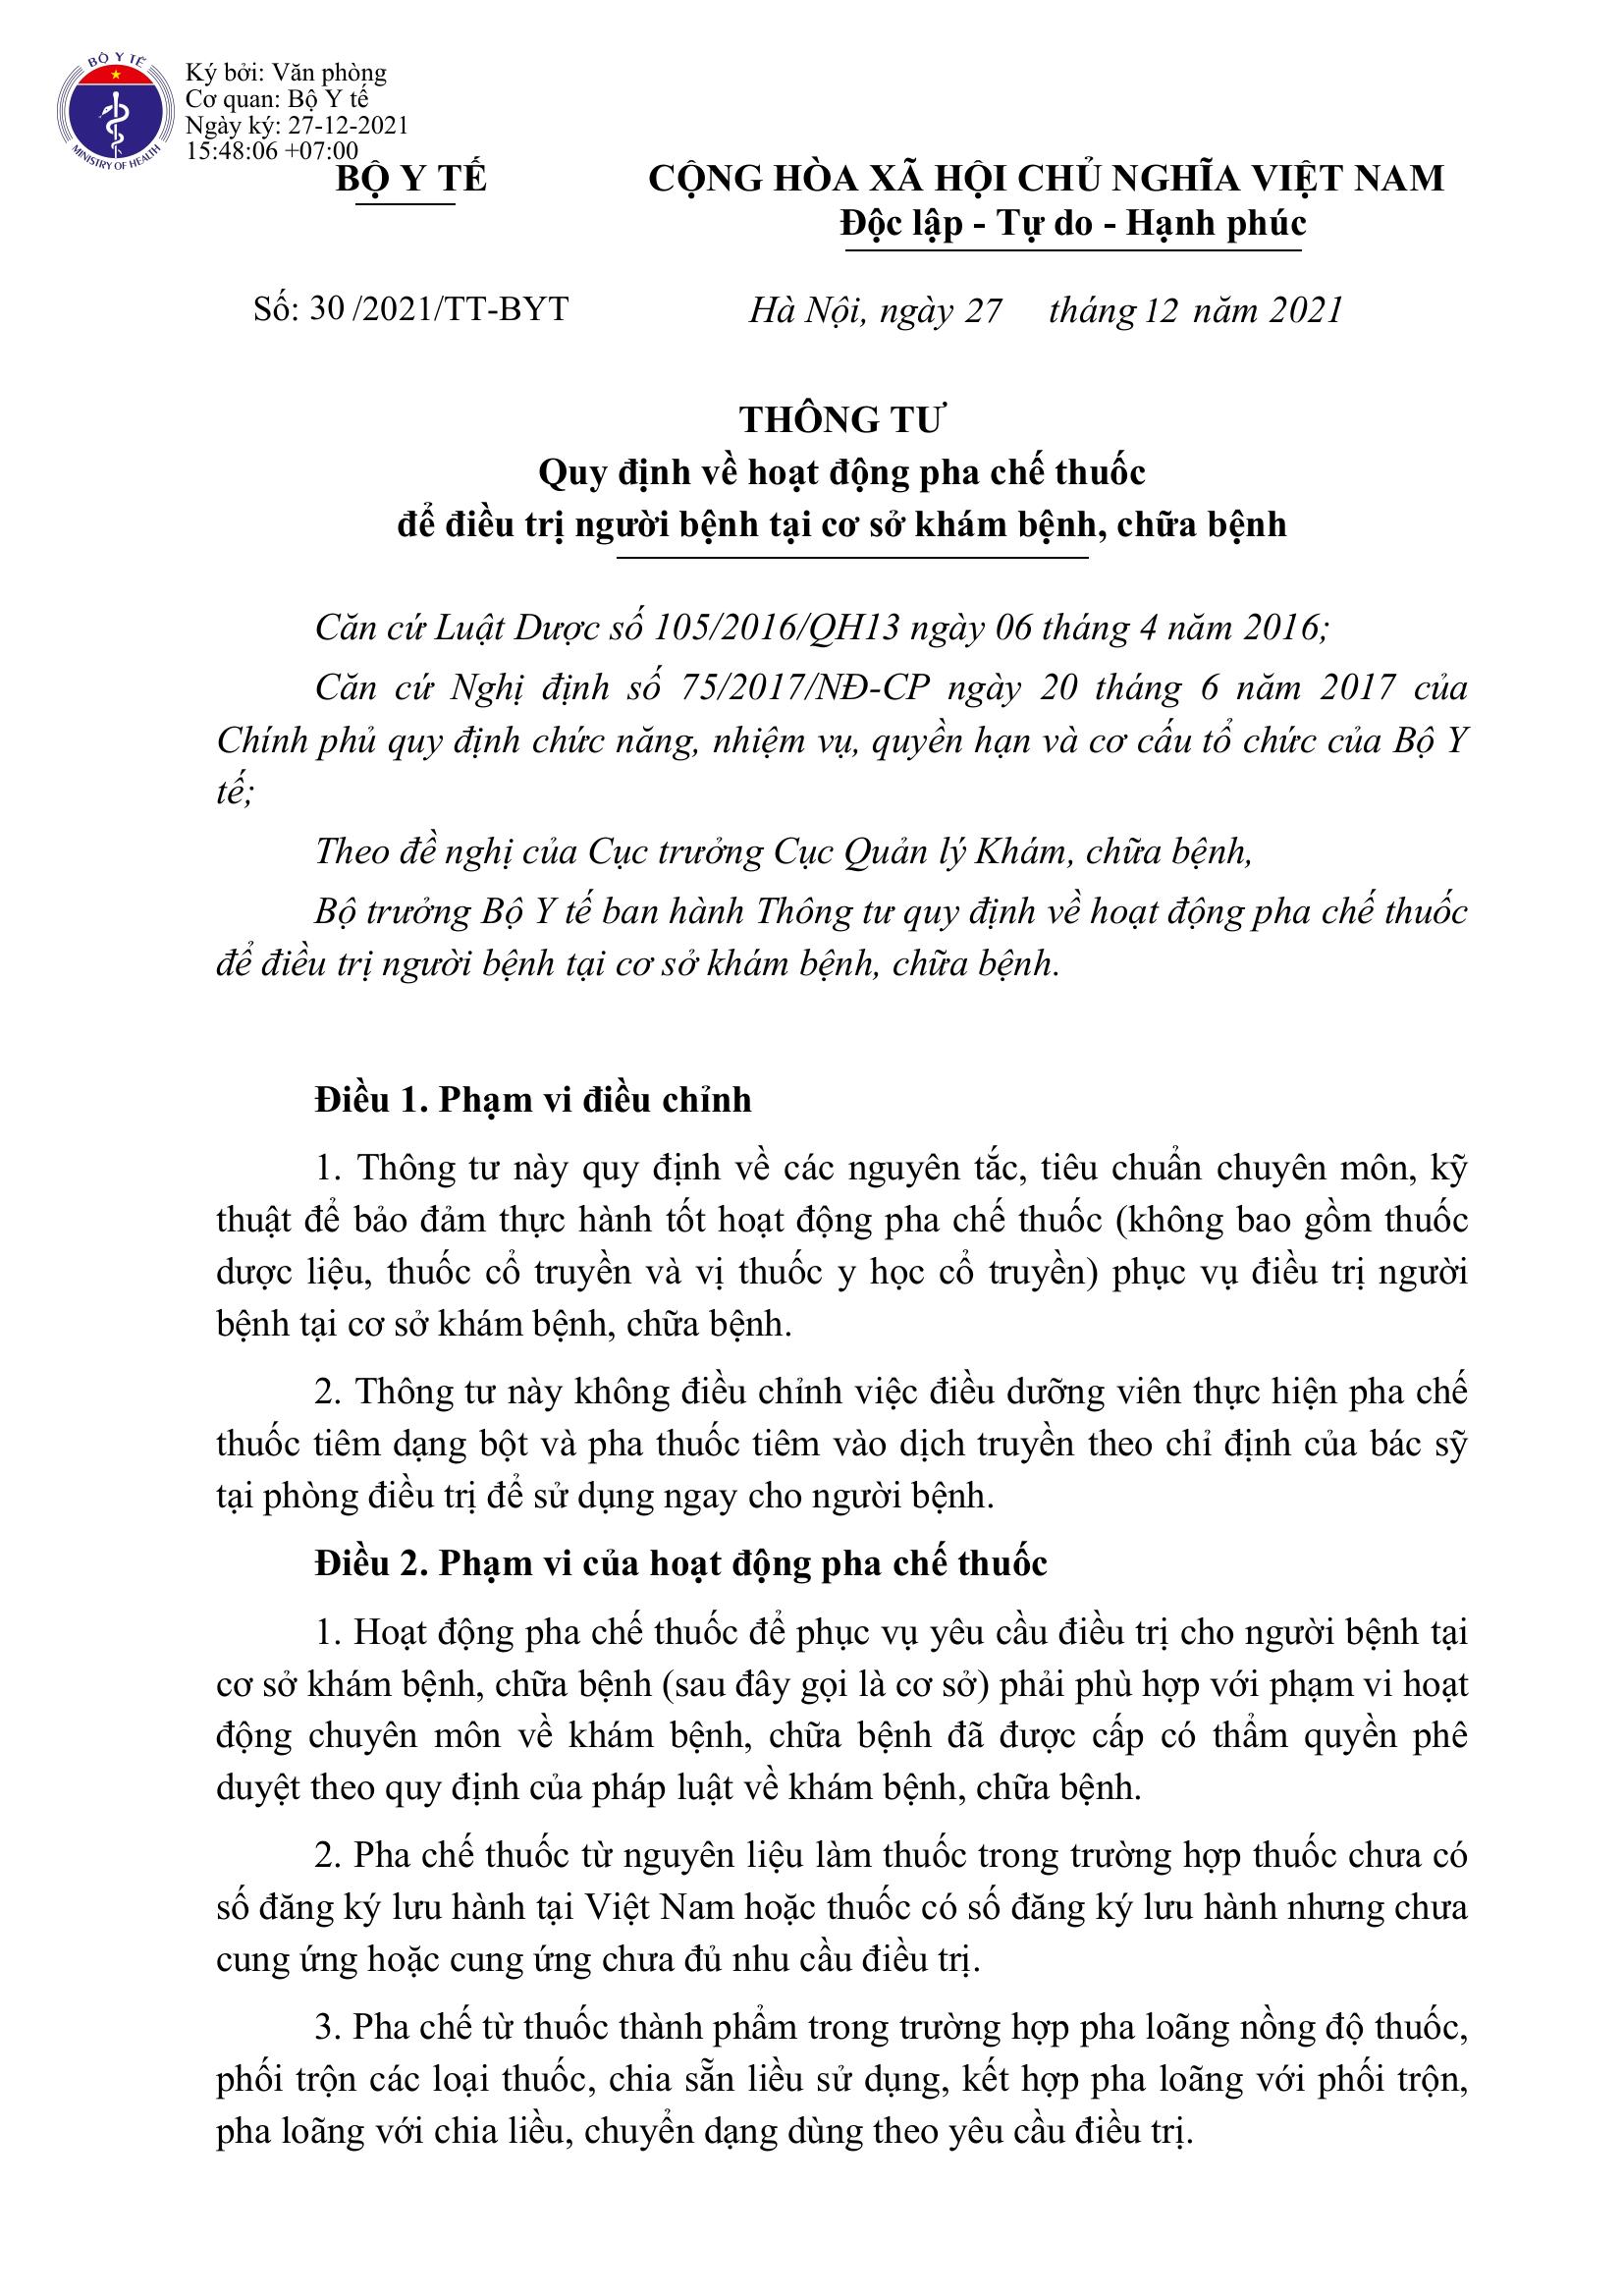 BỘ Y TẾ
MINISTRY OF HEALTH
Ký bởi: Văn phòng
Cơ quan: Bộ Y tế
Ngày ký: 27-12-2021
15:48:06 +07:00
BỘ Y TẾ
CỘNG HÒA XÃ HỘI CHỦ NGHĨA VIỆT NAM
Độc lập - Tự do - Hạnh phúc
Số: 30 /2021/TT-BYT
Hà Nội, ngày 27 tháng 12 năm 2021
THÔNG TƯ
Quy định về hoạt động pha chế thuốc
để điều trị người bệnh tại cơ sở khám bệnh, chữa bệnh
Căn cứ Luật Dược số 105/2016/QH13 ngày 06 tháng 4 năm 2016;
Căn cứ Nghị định số 75/2017/NĐ-CP ngày 20 tháng 6 năm 2017 của
Chính phủ quy định chức năng, nhiệm vụ, quyền hạn và cơ cấu tổ chức của Bộ Y
tế;
Theo đề nghị của Cục trưởng Cục Quản lý Khám, chữa bệnh,
Bộ trưởng Bộ Y tế ban hành Thông tư quy định về hoạt động pha chế thuốc
để điều trị người bệnh tại cơ sở khám bệnh, chữa bệnh.
Điều 1. Phạm vi điều chỉnh
1. Thông tư này quy định về các nguyên tắc, tiêu chuẩn chuyên môn, kỹ
thuật để bảo đảm thực hành tốt hoạt động pha chế thuốc (không bao gồm thuốc
dược liệu, thuốc cổ truyền và vị thuốc y học cổ truyền) phục vụ điều trị người
bệnh tại cơ sở khám bệnh, chữa bệnh.
2. Thông tư này không điều chỉnh việc điều dưỡng viên thực hiện pha chế
thuốc tiêm dạng bột và pha thuốc tiêm vào dịch truyền theo chỉ định của bác sỹ
tại phòng điều trị để sử dụng ngay cho người bệnh.
Điều 2. Phạm vi của hoạt động pha chế thuốc
1. Hoạt động pha chế thuốc để phục vụ yêu cầu điều trị cho người bệnh tại
cơ sở khám bệnh, chữa bệnh (sau đây gọi là cơ sở) phải phù hợp với phạm vi hoạt
động chuyên môn về khám bệnh, chữa bệnh đã được cấp có thẩm quyền phê
duyệt theo quy định của pháp luật về khám bệnh, chữa bệnh.
2. Pha chế thuốc từ nguyên liệu làm thuốc trong trường hợp thuốc chưa có
số đăng ký lưu hành tại Việt Nam hoặc thuốc có số đăng ký lưu hành nhưng chưa
cung ứng hoặc cung ứng chưa đủ nhu cầu điều trị.
3. Pha chế từ thuốc thành phẩm trong trường hợp pha loãng nồng độ thuốc,
phối trộn các loại thuốc, chia sẵn liều sử dụng, kết hợp pha loãng với phối trộn,
pha loãng với chia liều, chuyển dạng dùng theo yêu cầu điều trị.